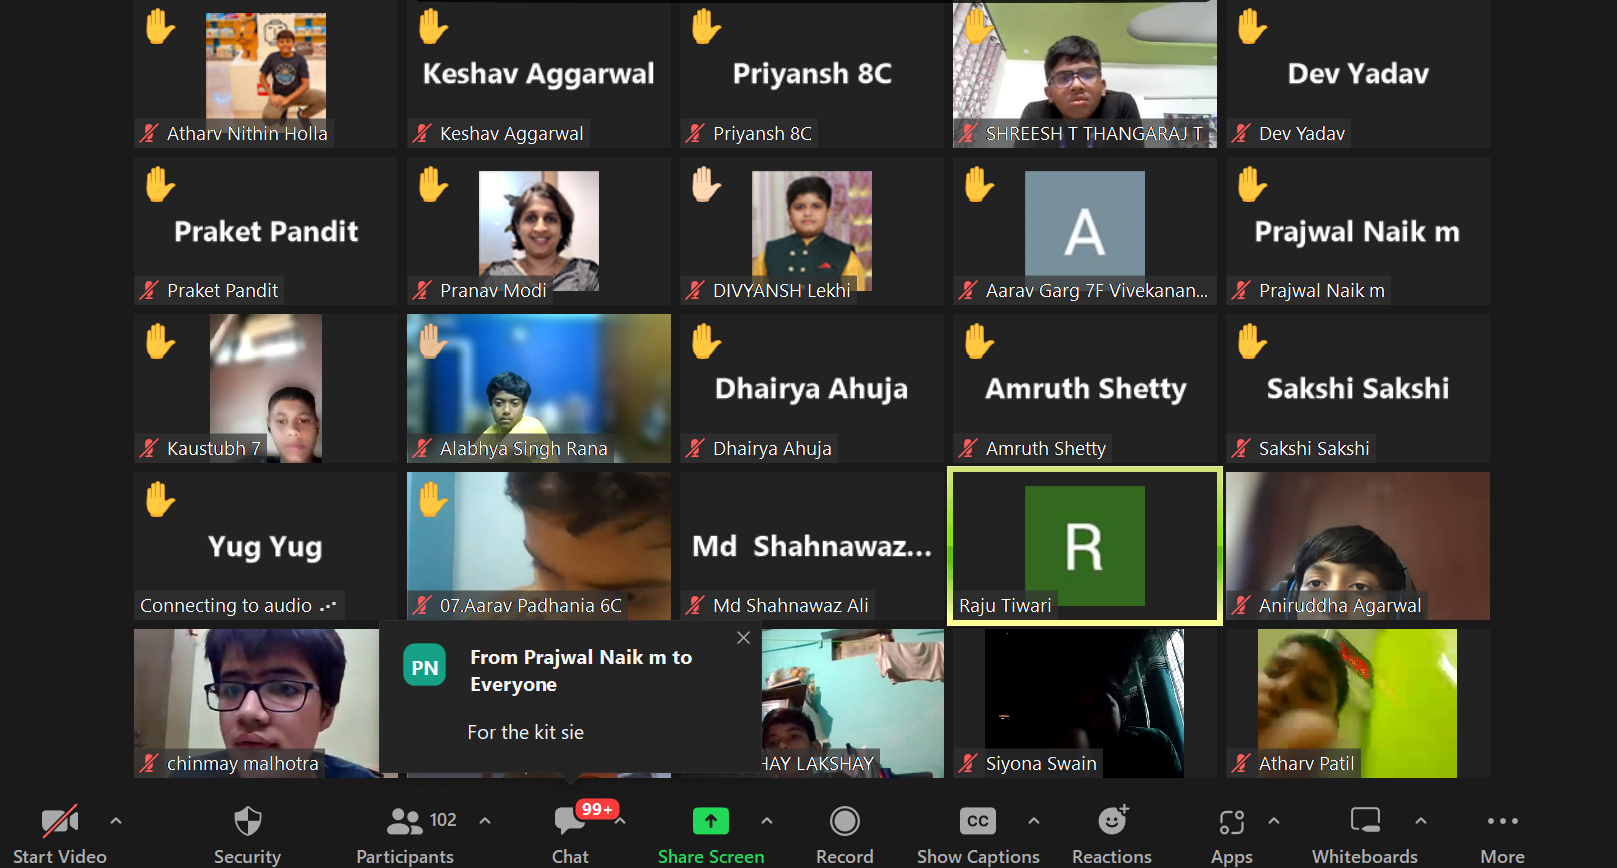 Atharv Nithin Holla
Keshav Aggarwal
Keshav Aggarwal
Priyansh 8C
Priyansh 8C
SHREESH T THANGARAJ T
Dev Yadav
Dev Yadav
Praket Pandit
Praket Pandit
Pranav Modi
DIVYANSH Lekhi
A
Aarav Garg 7F Vivekanan...
Prajwal Naik m
Prajwal Naik m
Kaustubh 7
Alabhya Singh Rana
Dhairya Ahuja
Dhairya Ahuja
Amruth Shetty
Amruth Shetty
Sakshi Sakshi
Sakshi Sakshi
Yug Yug
Connecting to audio
07.Aarav Padhania 6C
Md Shahnawaz...
Md Shahnawaz Ali
R
Raju Tiwari
Aniruddha Agarwal
chinmay malhotra
PN
From Prajwal Naik m to
Everyone
For the kit sie
HAY LAKSHAY
Siyona Swain
Atharv Patil
Start Video
Security
102
Participants
99+
Chat
Share Screen
Record
CC
Show Captions
Reactions
Apps
Whiteboards
More